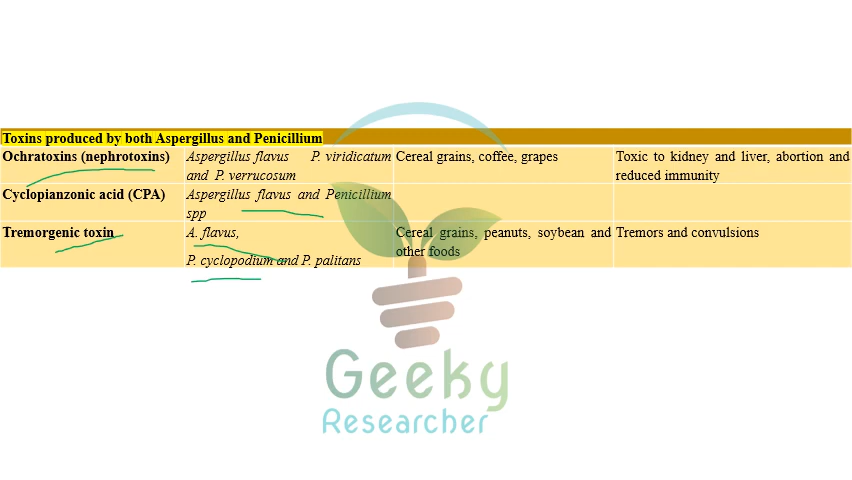 Toxins produced by both Aspergillus and Penicillium
Ochratoxins (nephrotoxins) Aspergillus flavus P. viridicatum Cereal grains, coffee, grapes Toxic to kidney and liver, abortion and
and P. verrucosum reduced immunity
Cyclopianzonic acid (CPA) Aspergillus flavus and Penicillium
spp
Tremorgenic toxin A. flavus, Cereal grains, peanuts, soybean and Tremors and convulsions
other foods
P. cyclopodium and P. palitans
Geeky
Researcher